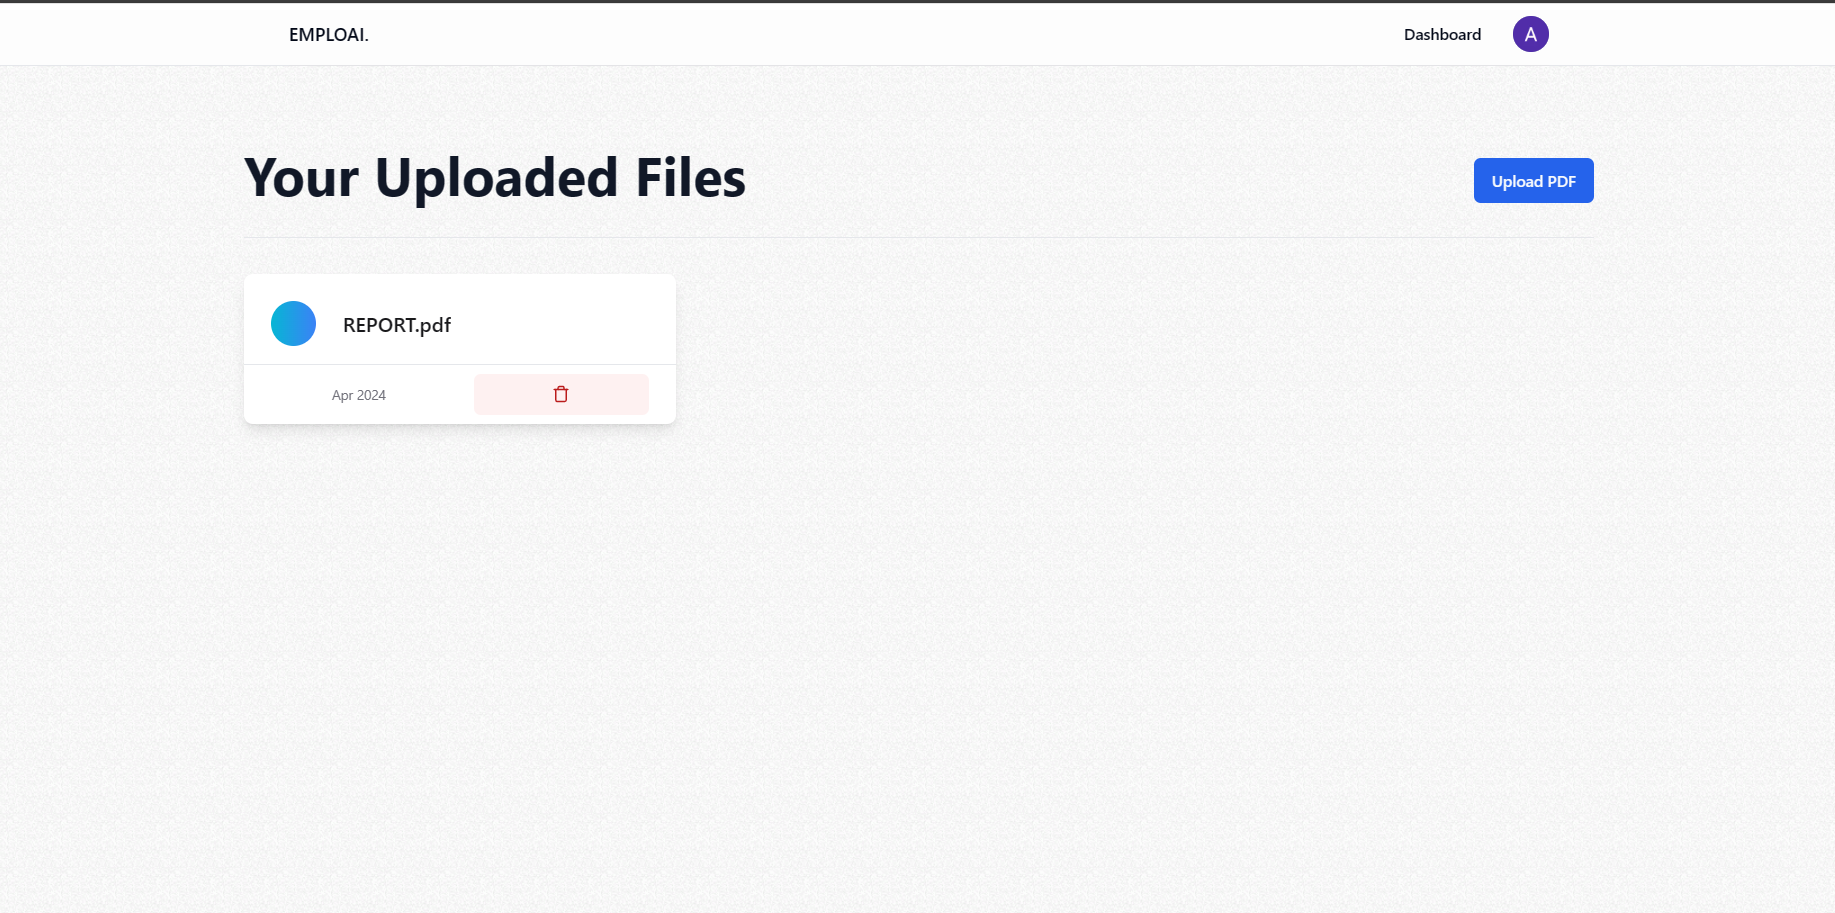 EMPLOAI.
Dashboard
A
Your Uploaded Files
Upload PDF
REPORT.pdf
Apr 2024